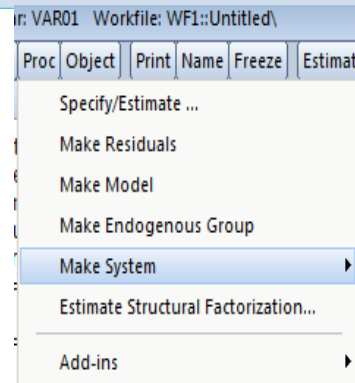 r: VAR01 Workfile: WF1::Untitled\
Proc Object Print Name Freeze Estimat
Specify/Estimate ...
Make Residuals
Make Model
Make Endogenous Group
Make System
Estimate Structural Factorization...
Add-ins